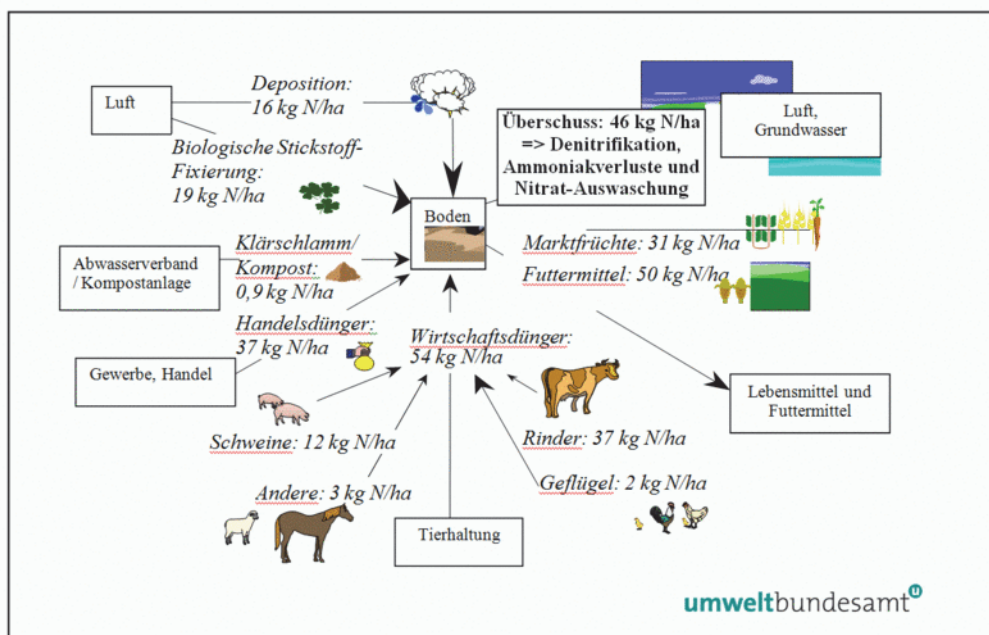 Luft
Deposition:
16 kg N/ha
Biologische Stickstoff-
Fixierung:
19 kg N/ha
Überschuss: 46 kg N/ha
=> Denitrifikation,
Ammoniakverluste und
Nitrat-Auswaschung
Luft,
Grundwasser
Boden
Abwasserverband
/ Kompostanlage
Klärschlamm/
Kompost:
0,9 kg N/ha
Marktfrüchte: 31 kg N/ha
Futtermittel: 50 kg N/ha
Handelsdünger:
37 kg N/ha
Gewerbe, Handel
Wirtschaftsdünger:
54 kg N/ha
Lebensmittel und
Futtermittel
Schweine: 12 kg N/ha
Rinder: 37 kg N/ha
Andere: 3 kg N/ha
Geflügel: 2 kg N/ha
Tierhaltung
umweltbundesamt u